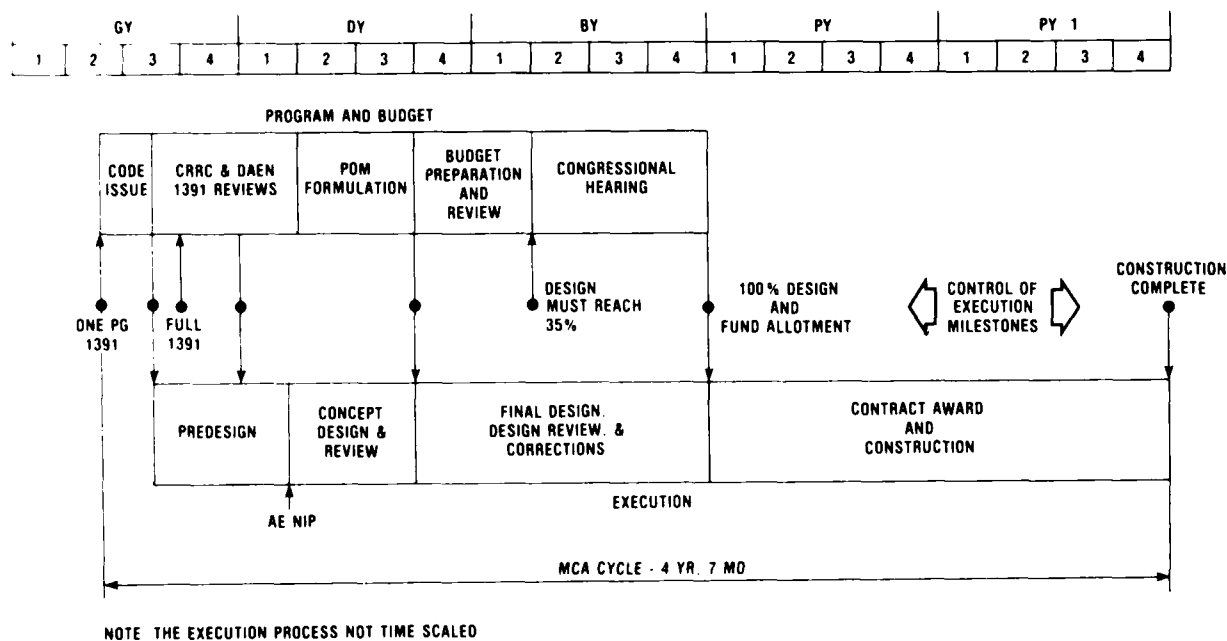 GY DY BY PY PY 1
1 2 3 4 1 2 3 4 1 2 3 4 1 2 3 4 1 2 3 4
PROGRAM AND BUDGET
CODE
ISSUE
CRRC & DAEN
1391 REVIEWS
POM
FORMULATION
BUDGET
PREPARATION
AND
REVIEW
CONGRESSIONAL
HEARING
ONE PG
1391
FULL
1391
DESIGN
MUST REACH
35%
100% DESIGN
AND
FUND ALLOTMENT
CONTROL OF
EXECUTION
MILESTONES
CONSTRUCTION
COMPLETE
PREDESIGN
CONCEPT
DESIGN &
REVIEW
FINAL DESIGN.
DESIGN REVIEW. &
CORRECTIONS
CONTRACT AWARD
AND
CONSTRUCTION
AE NIP
EXECUTION
MCA CYCLE - 4 YR, 7 MO
NOTE THE EXECUTION PROCESS NOT TIME SCALED